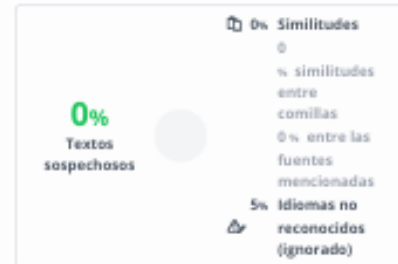 0%
Textos
sospechosos
0% Similitudes
0
% similitudes
entre
comillas
0% entre las
fuentes
mencionadas
5% Idiomas no
reconocidos
(ignorado)